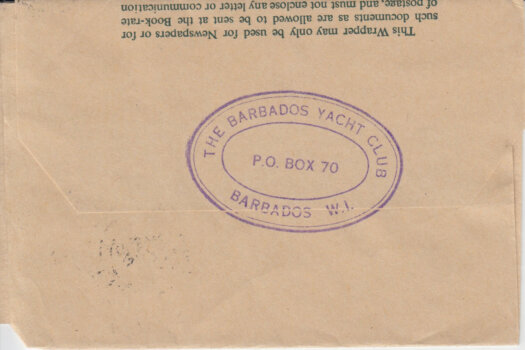 This Wrapper may only be used for Newspapers or for
such documents as are allowed to be sent at the Book-rate
of postage, and must not enclose any letter or communication
THE BARBADOS YACHT CLUB
P.O. BOX 70
BARBADOS W.I.